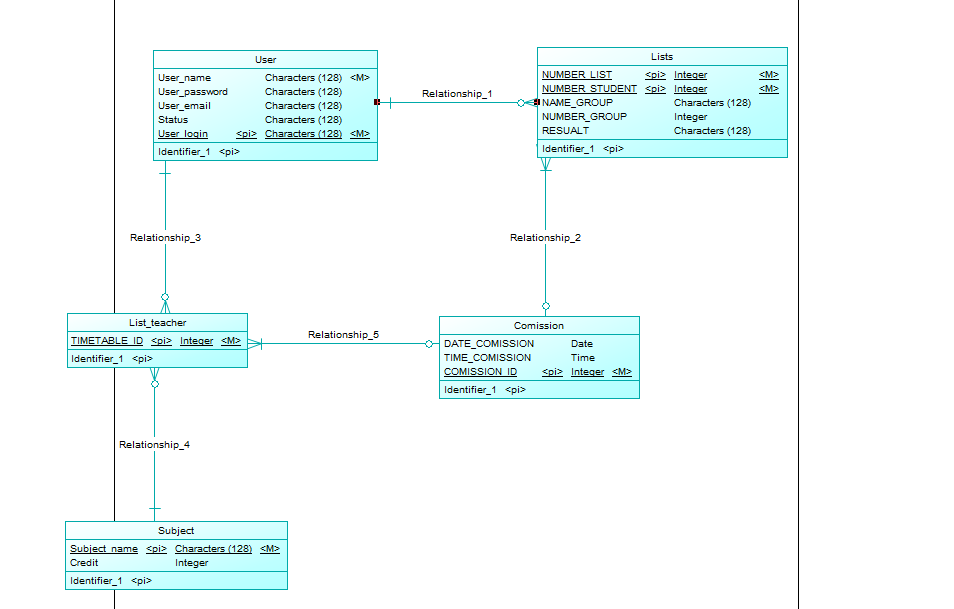 User
User_name Characters (128) <M>
User_password Characters (128)
User_email Characters (128)
Status Characters (128)
User_login <pi> Characters (128) <M>
Identifier_1 <pi>
Relationship_1
Lists
NUMBER_LIST <pi> Integer <M>
NUMBER_STUDENT <pi> Integer <M>
NAME_GROUP Characters (128)
NUMBER_GROUP Integer
RESUALT Characters (128)
Identifier_1 <pi>
Relationship_3
Relationship_2
List_teacher
TIMETABLE_ID <pi> Integer <M>
Identifier_1 <pi>
Relationship_5
Comission
DATE_COMISSION Date
TIME_COMISSION Time
COMISSION_ID <pi> Integer <M>
Identifier_1 <pi>
Relationship_4
Subject
Subject_name <pi> Characters (128) <M>
Credit Integer
Identifier_1 <pi>